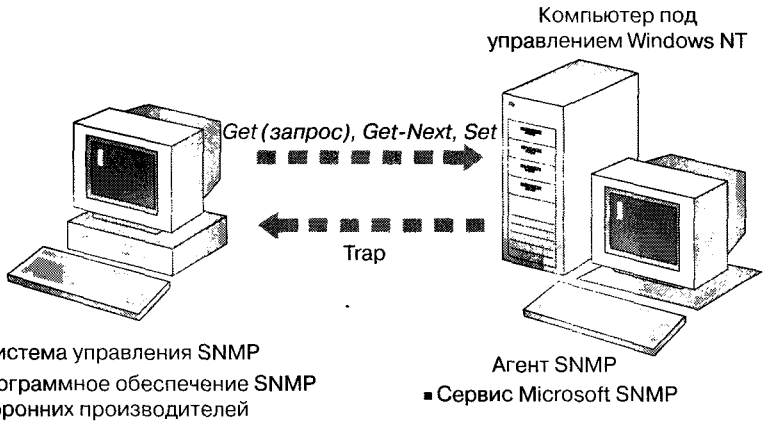 Компьютер под
управлением Windows NT
Get (запрос), Get-Next, Set
Trap
истема управления SNMP
ограммное обеспечение SNMP
оронних производителей
Агент SNMP
▪ Сервис Microsoft SNMP